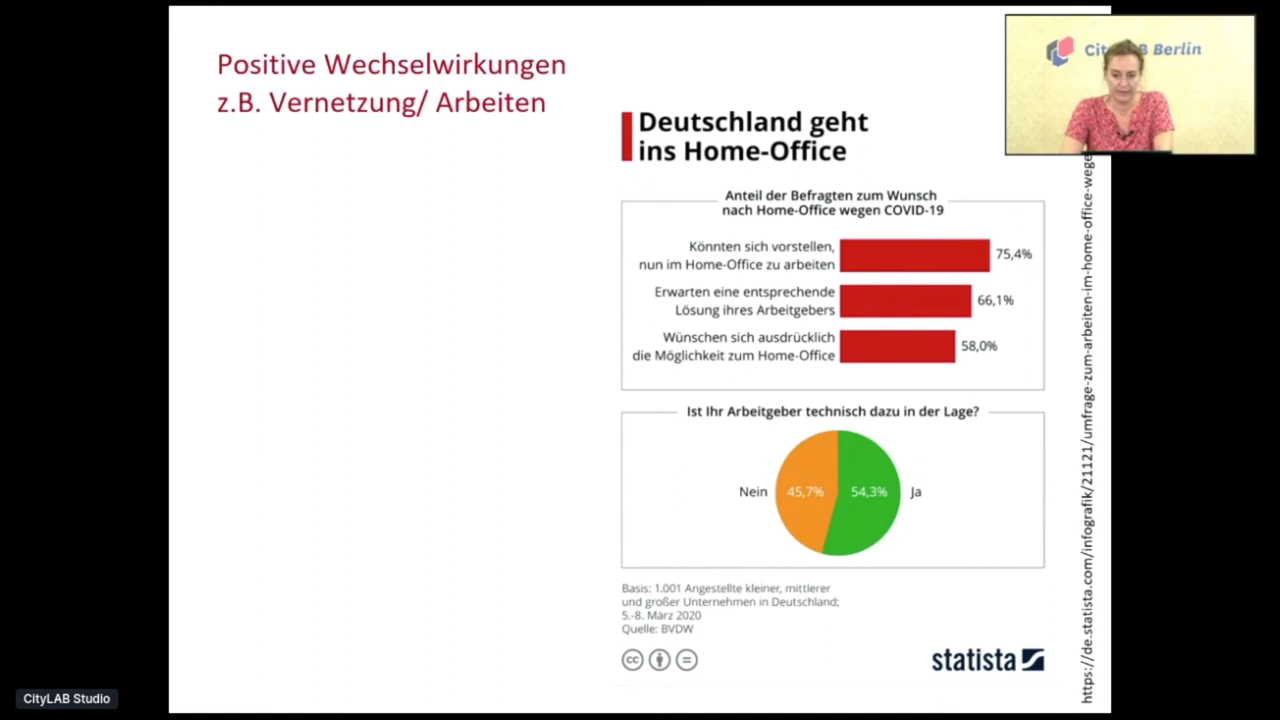 Positive Wechselwirkungen
z.B. Vernetzung/ Arbeiten
CityLAB Berlin
Deutschland geht
ins Home-Office
Anteil der Befragten zum Wunsch
nach Home-Office wegen COVID-19
Könnten sich vorstellen,
nun im Home-Office zu arbeiten
75,4%
Erwarten eine entsprechende
Lösung ihres Arbeitgebers
66,1%
Wünschen sich ausdrücklich
die Möglichkeit zum Home-Office
58,0%
Ist Ihr Arbeitgeber technisch dazu in der Lage?
Nein 45,7% 54,3% Ja
Basis: 1.001 Angestellte kleiner, mittlerer
und großer Unternehmen in Deutschland;
5.-8. März 2020
Quelle: BVDW
cc
statista
https://de.statista.com/infografik/21121/umfrage-zum-arbeiten-im-home-office-wege
CityLAB Studio